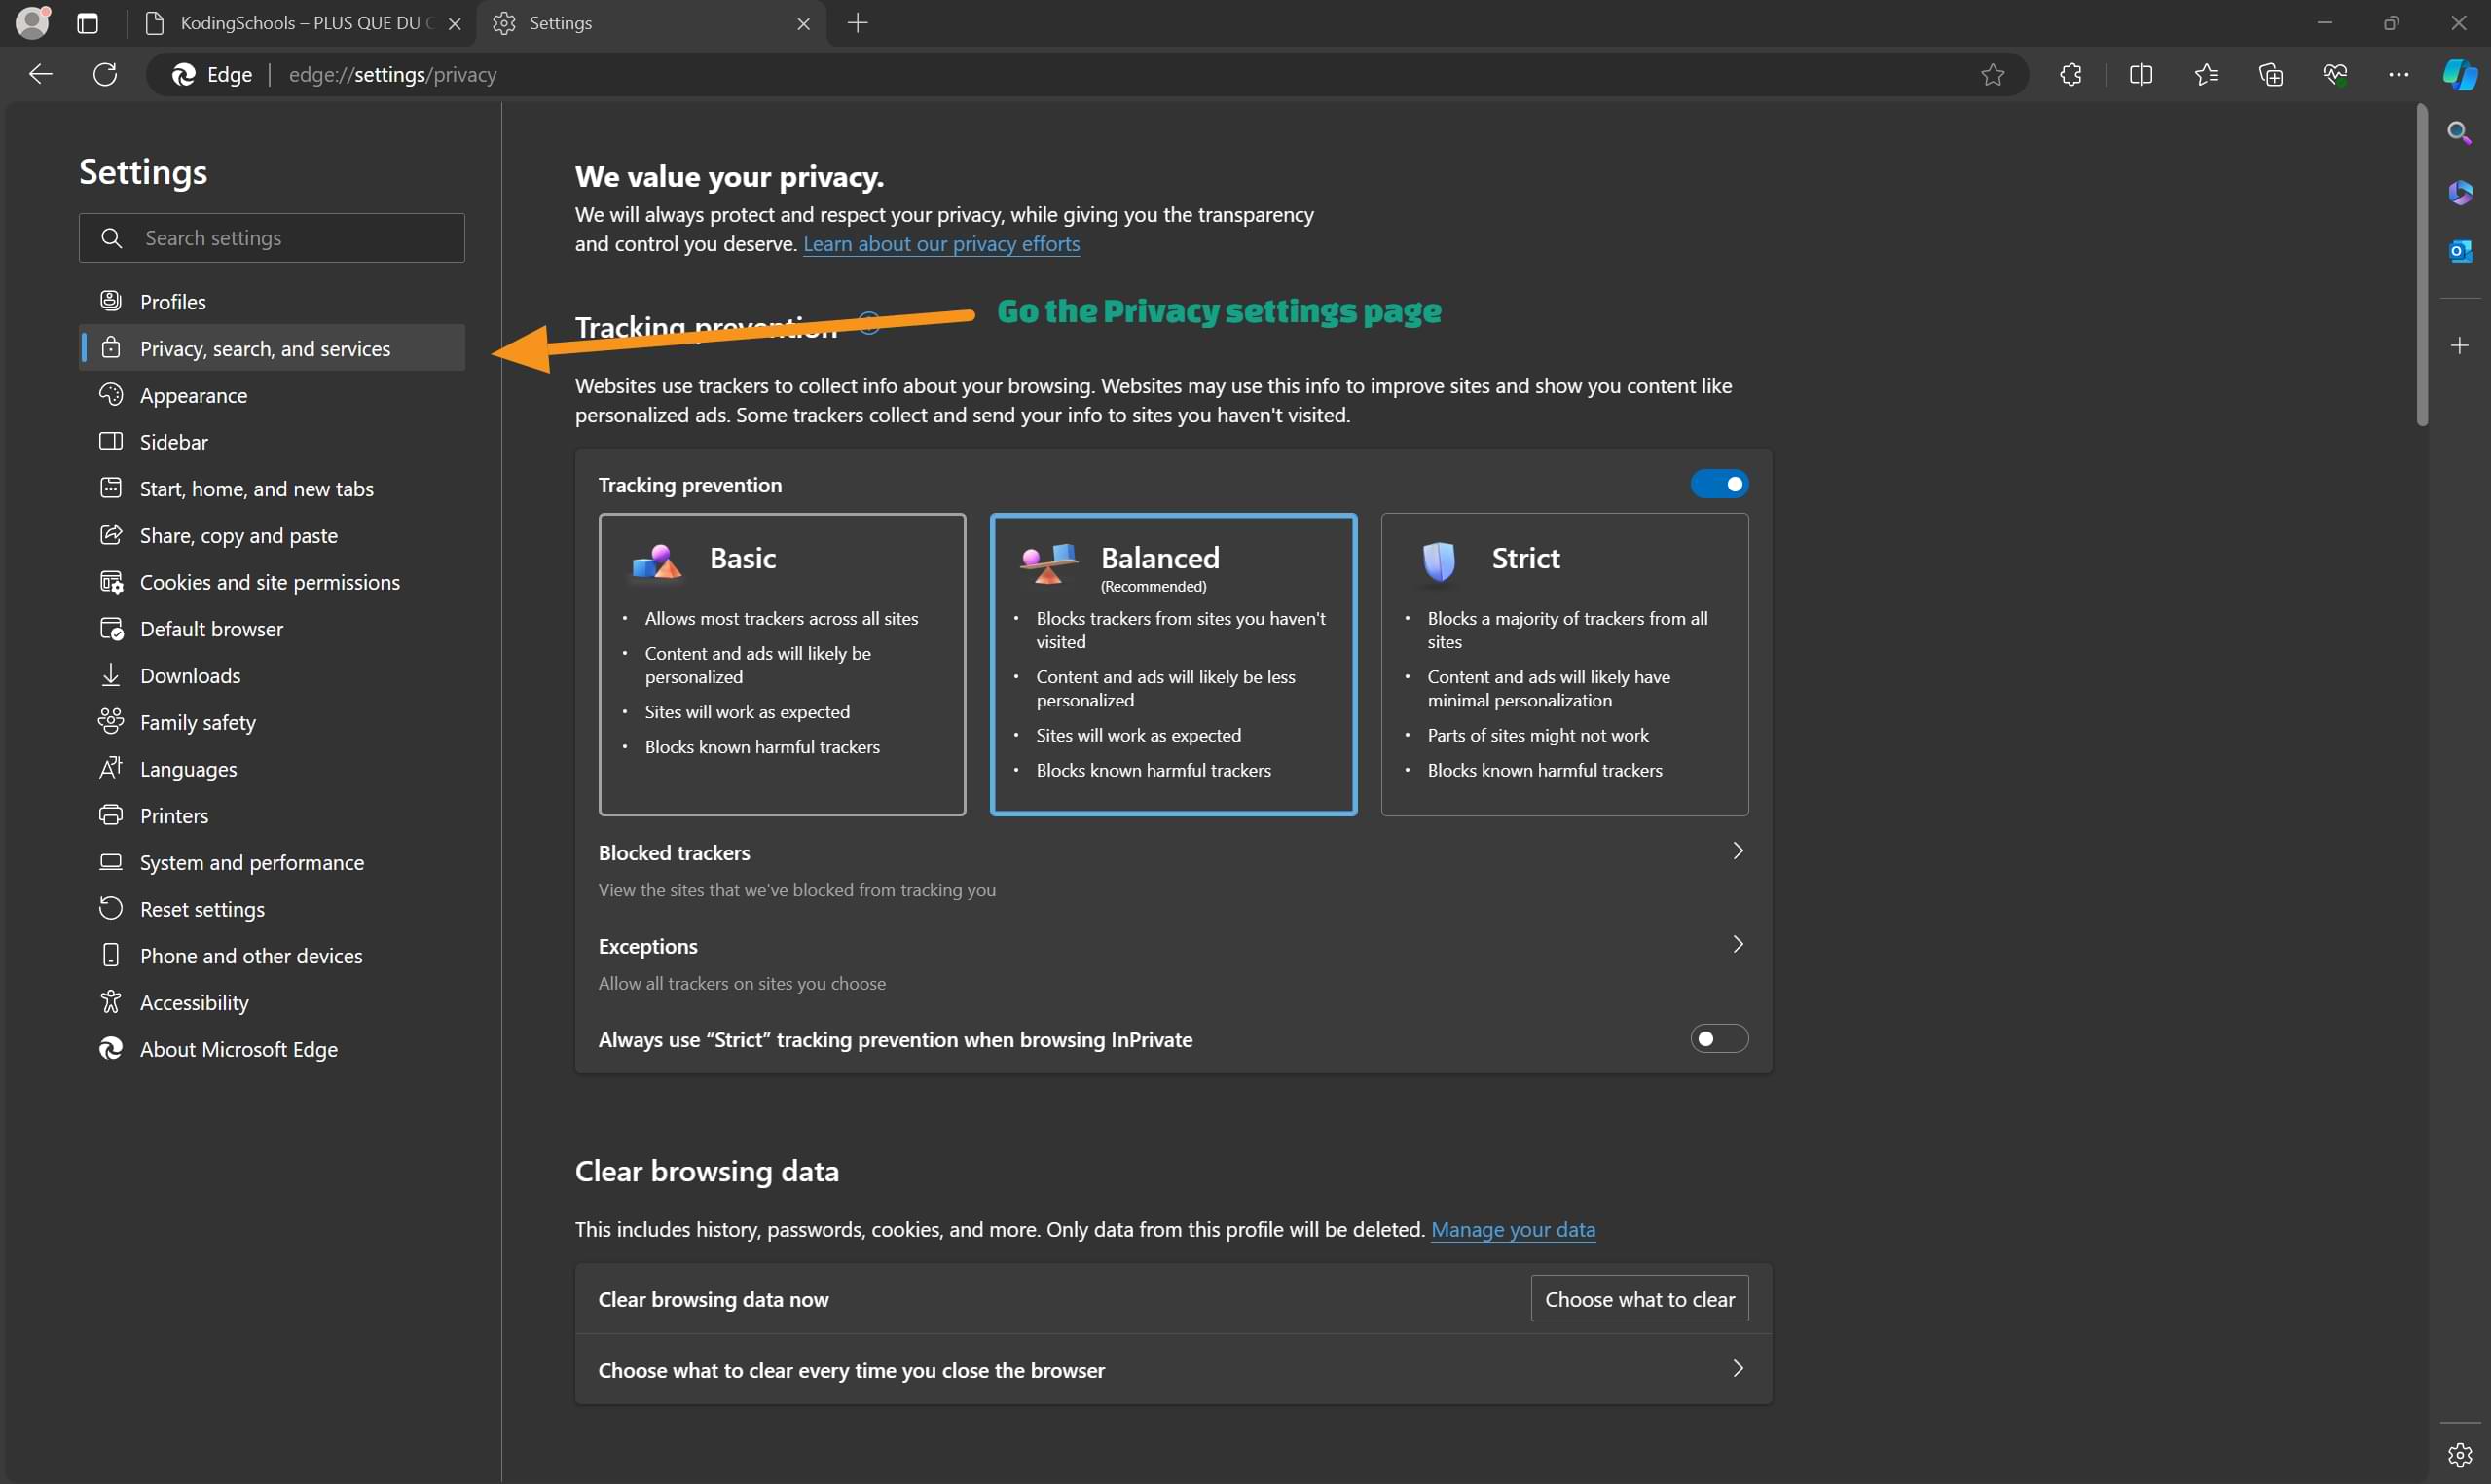 KodingSchools – PLUS QUE DU
Settings
Edge
edge://settings/privacy
Settings
Search settings
Profiles
Privacy, search, and services
Appearance
Sidebar
Start, home, and new tabs
Share, copy and paste
Cookies and site permissions
Default browser
Downloads
Family safety
Languages
Printers
System and performance
Reset settings
Phone and other devices
Accessibility
About Microsoft Edge
We value your privacy.
We will always protect and respect your privacy, while giving you the transparency
and control you deserve. Learn about our privacy efforts
Go the Privacy settings page
Tracking prevention
Websites use trackers to collect info about your browsing. Websites may use this info to improve sites and show you content like
personalized ads. Some trackers collect and send your info to sites you haven't visited.
Tracking prevention
Basic
• Allows most trackers across all sites
• Content and ads will likely be
personalized
• Sites will work as expected
• Blocks known harmful trackers
Balanced
(Recommended)
• Blocks trackers from sites you haven't
visited
• Content and ads will likely be less
personalized
• Sites will work as expected
• Blocks known harmful trackers
Strict
• Blocks a majority of trackers from all
sites
• Content and ads will likely have
minimal personalization
• Parts of sites might not work
• Blocks known harmful trackers
Blocked trackers
View the sites that we've blocked from tracking you
Exceptions
Allow all trackers on sites you choose
Always use “Strict” tracking prevention when browsing InPrivate
Clear browsing data
This includes history, passwords, cookies, and more. Only data from this profile will be deleted. Manage your data
Clear browsing data now
Choose what to clear
Choose what to clear every time you close the browser